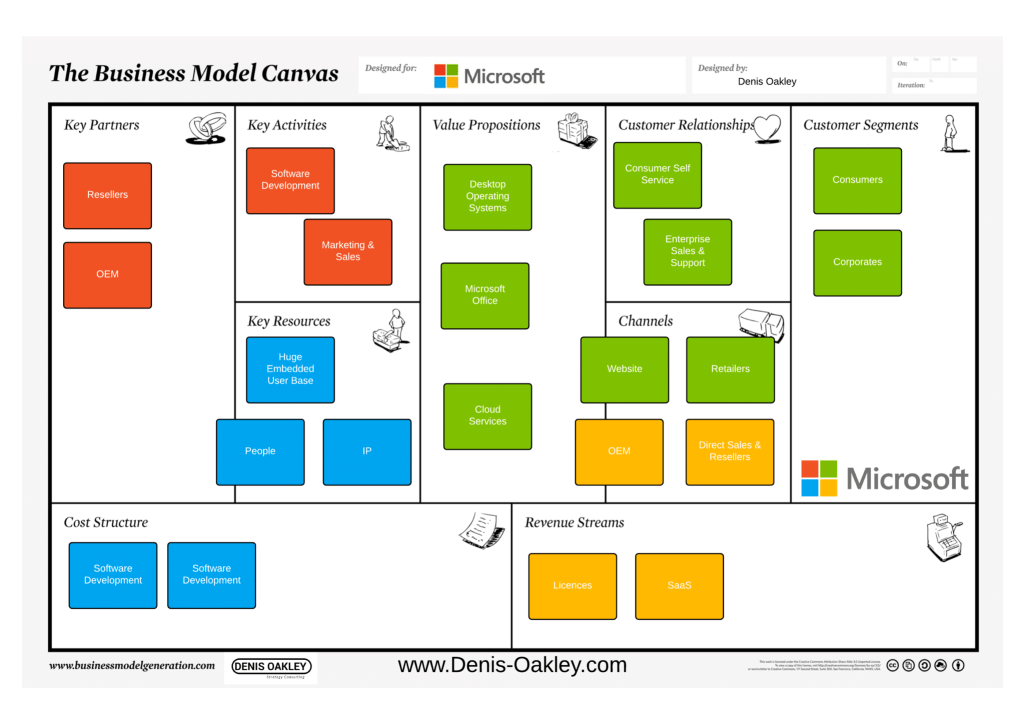 The Business Model Canvas
Designed for:
Microsoft
Designed by:
Denis Oakley
On:
Iteration:
Key Partners
Resellers
OEM
Key Activities
Software
Development
Marketing &
Sales
Key Resources
Huge
Embedded
User Base
People
IP
Value Propositions
Desktop
Operating
Systems
Microsoft
Office
Cloud
Services
Customer Relationships
Consumer Self
Service
Enterprise
Sales &
Support
Channels
Website
Retailers
OEM
Direct Sales &
Resellers
Customer Segments
Consumers
Corporates
Microsoft
Cost Structure
Software
Development
Software
Development
Revenue Streams
Licences
SaaS
www.businessmodelgeneration.com
DENIS OAKLEY
Strategy Consulting
www.Denis-Oakley.com